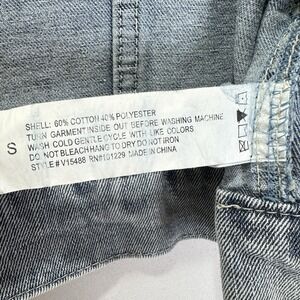 SHELL: 60% COTTON 40% POLYESTER
TURN GARMENT INSIDE OUT BEFORE WASHING MACHINE
WASH COLD GENTLE CYCLE WITH LIKE COLORS
DO NOT BLEACH HANG TO DRY DO NOT IRON
STYLE # V15488 RN#101229 MADE IN CHINA
S